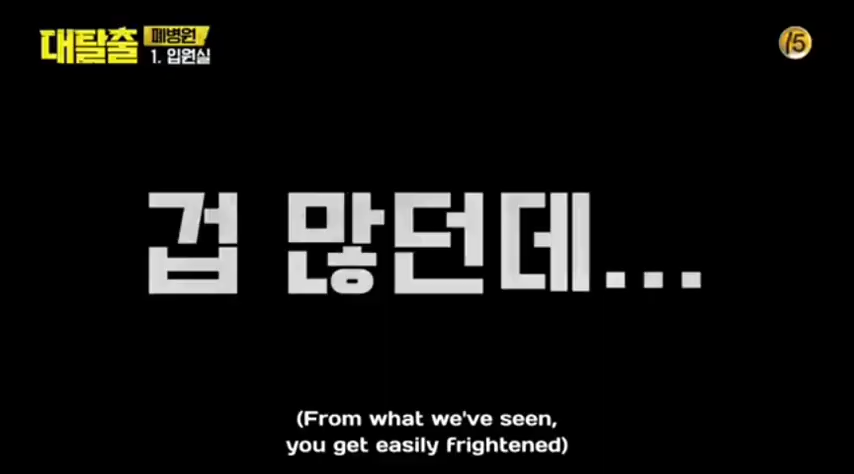 대탈출
폐병원
1. 입원실
15
겁 많던데...
(From what we've seen,
you get easily frightened)